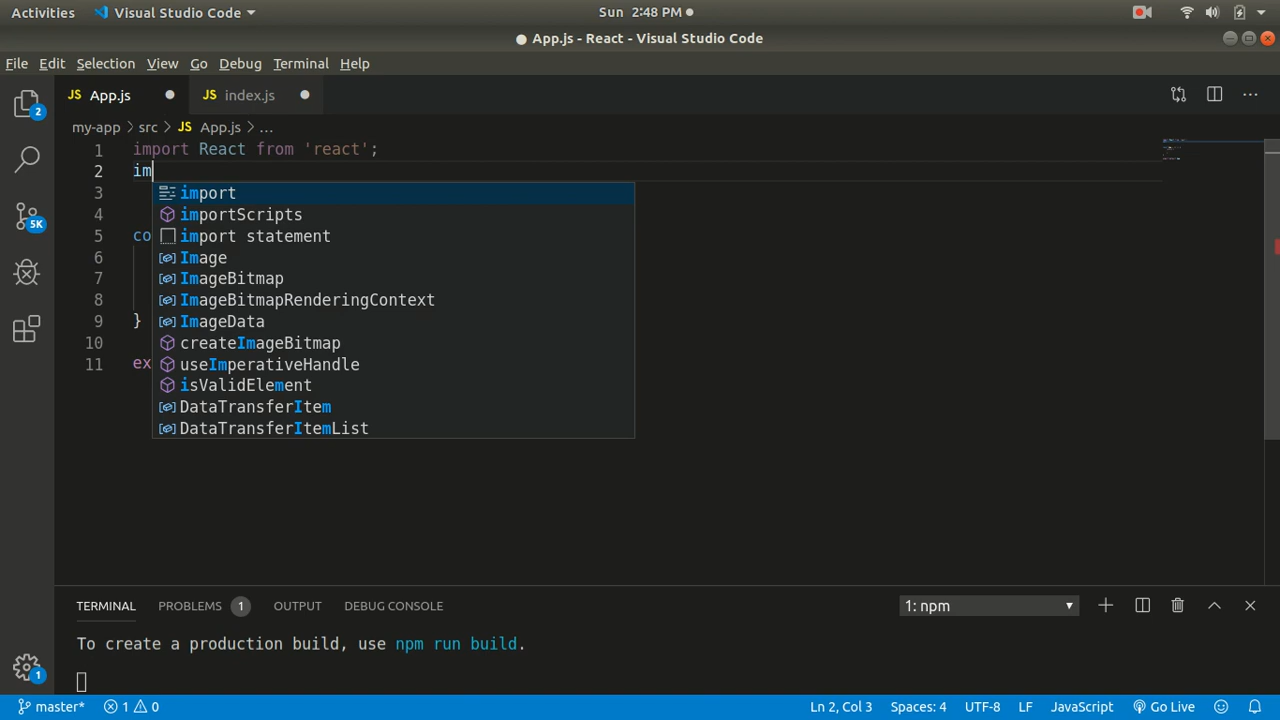 Activities Visual Studio Code Sun 2:48 PM
App.js - React - Visual Studio Code
File Edit Selection View Go Debug Terminal Help
JS App.js JS index.js
2
my-app > src > JS App.js > ...
1 import React from 'react';
2 im
3 import
4 importScripts
5K
5 co import statement
6 Image
7 ImageBitmap
8 ImageBitmapRenderingContext
9 } ImageData
10 createImageBitmap
11 ex useImperativeHandle
isValidElement
DataTransferItem
DataTransferItemList
TERMINAL PROBLEMS 1 OUTPUT DEBUG CONSOLE 1: npm
To create a production build, use npm run build.
1
master* 1 0 Ln 2, Col 3 Spaces: 4 UTF-8 LF JavaScript Go Live